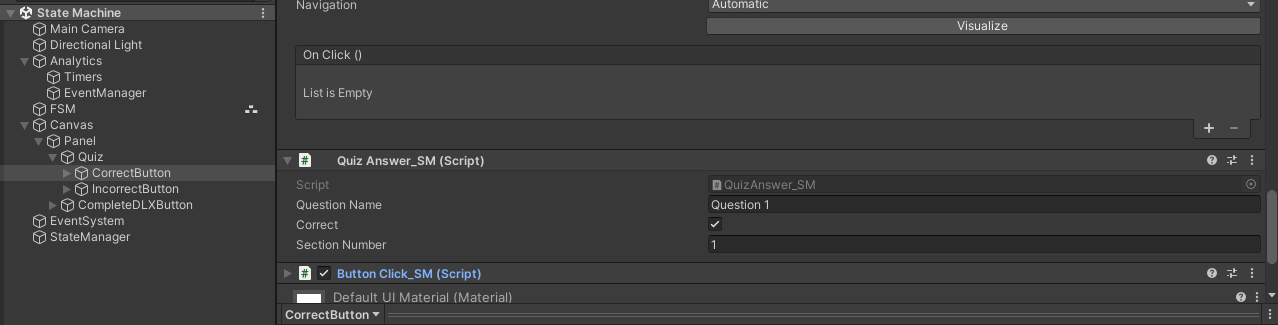 State Machine
Main Camera
Directional Light
Analytics
Timers
EventManager
FSM
Canvas
Panel
Quiz
CorrectButton
IncorrectButton
CompleteDLXButton
EventSystem
StateManager
Navigation Automatic
Visualize
On Click ()
List is Empty
Quiz Answer_SM (Script)
Script QuizAnswer_SM
Question Name Question 1
Correct
Section Number 1
Button Click_SM (Script)
Default UI Material (Material)
CorrectButton